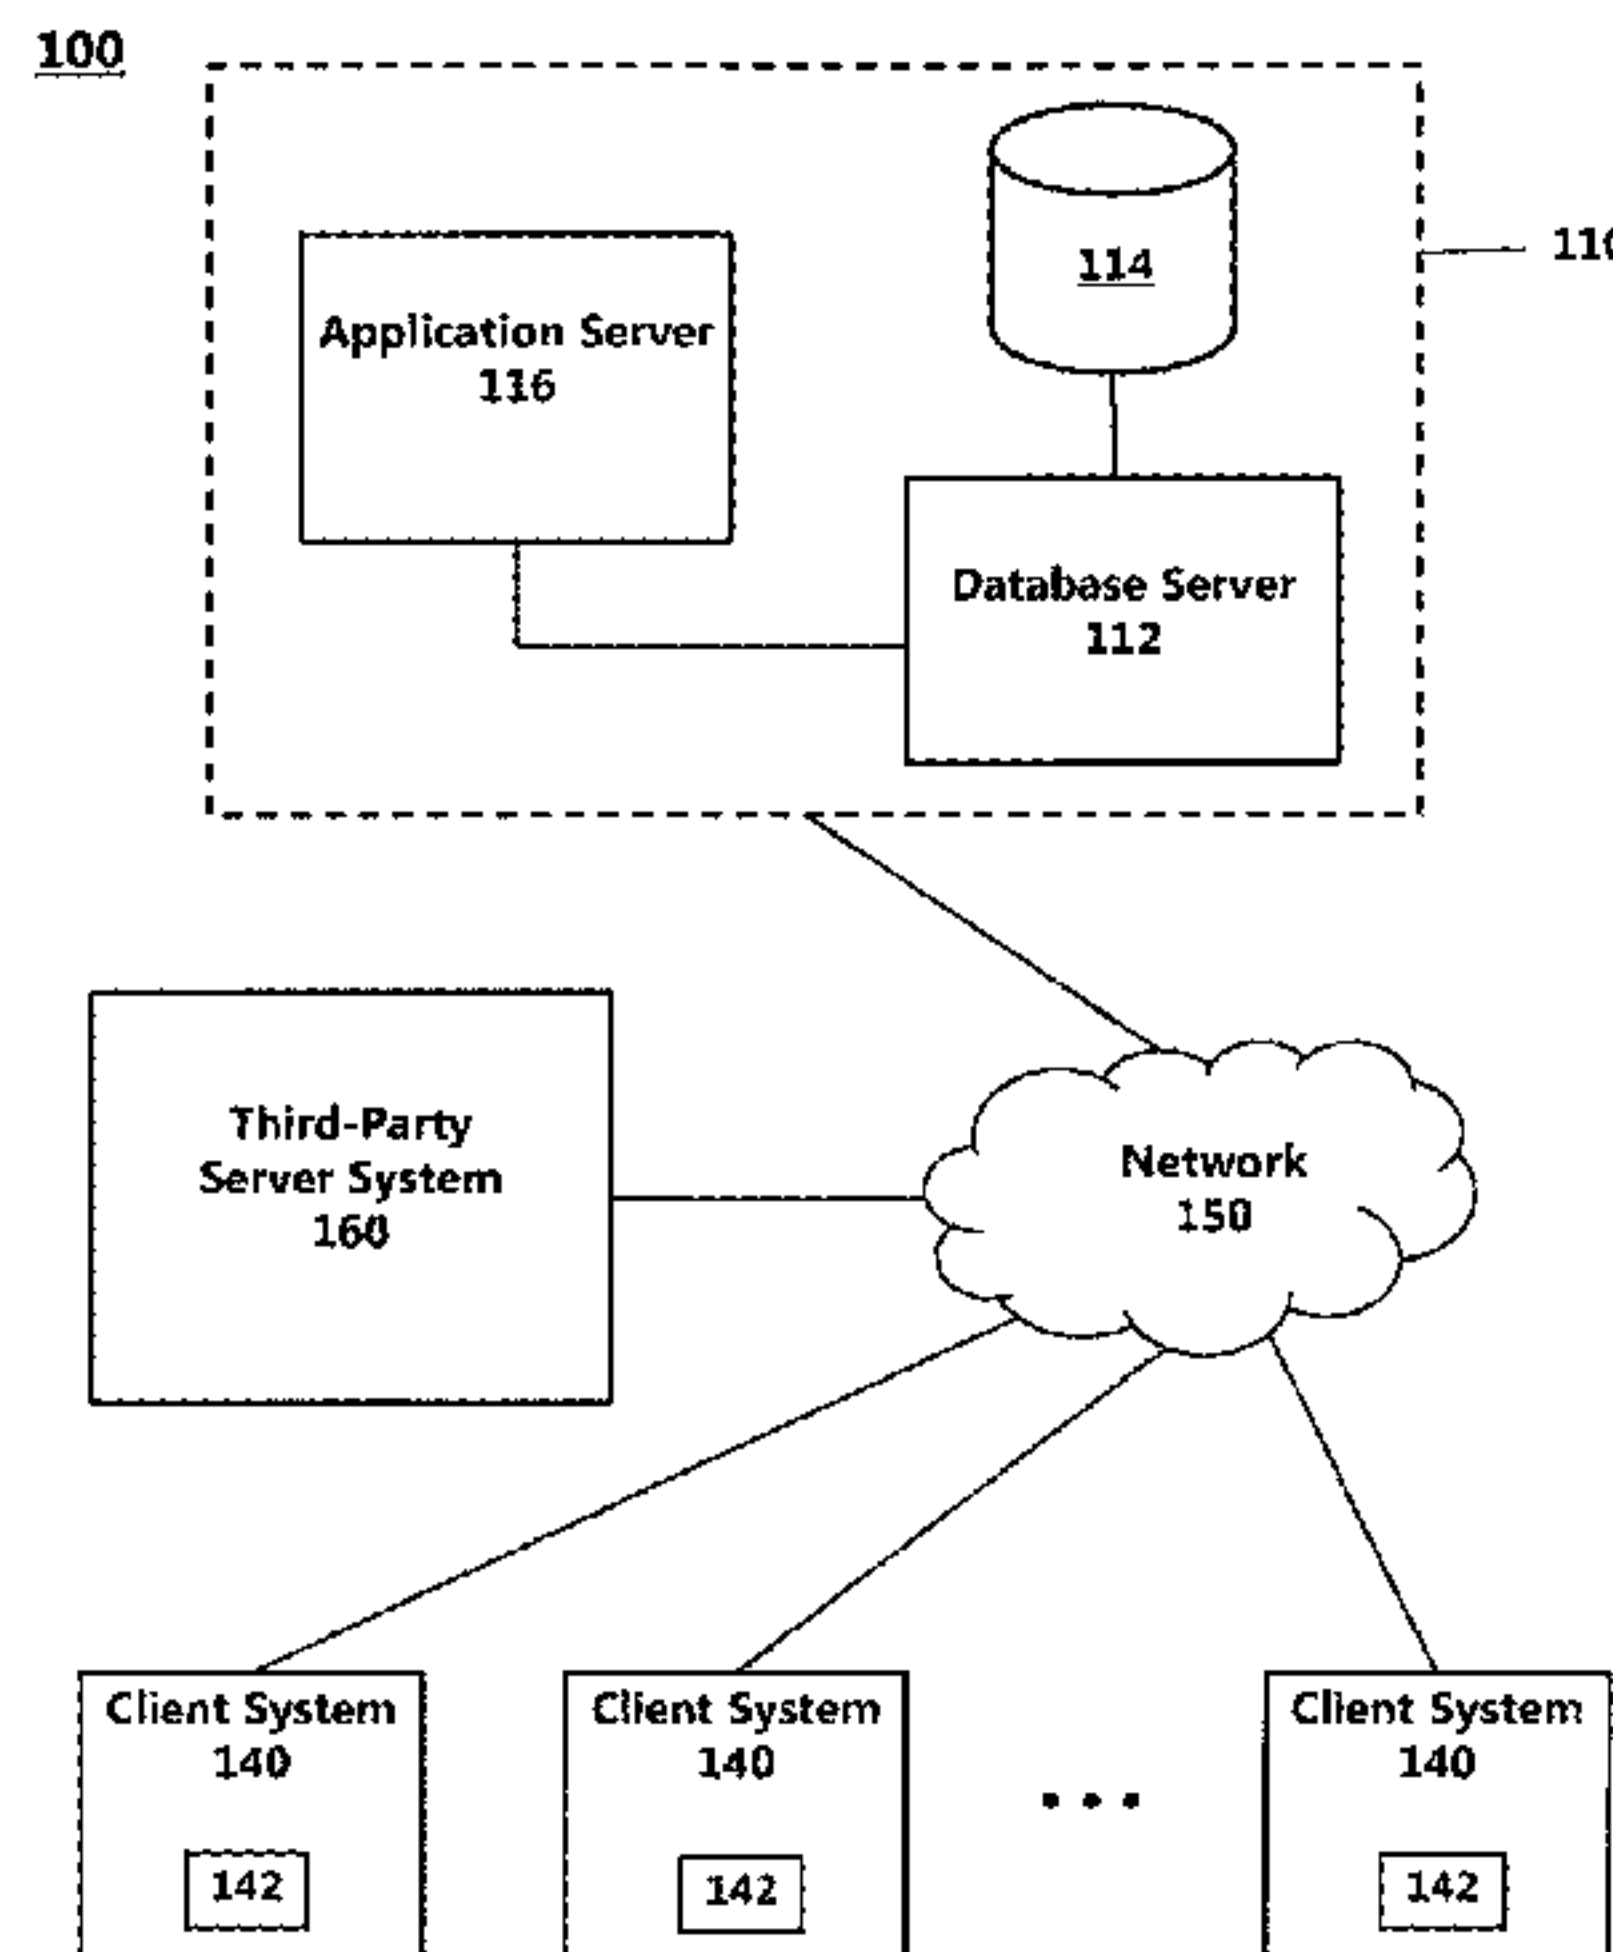 100
114
110
Application Server
116
Database Server
112
Third-Party
Server System
160
Network
150
Client System
140
142
Client System
140
142
• • •
Client System
140
142